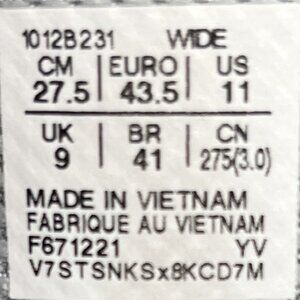 1012B231 WIDE
CM | EURO | US
27.5 | 43.5 | 11
UK | BR | CN
9 | 41 | 275(3.0)
MADE IN VIETNAM
FABRIQUE AU VIETNAM
F671221 YV
V7STSNKSx8KCD7M